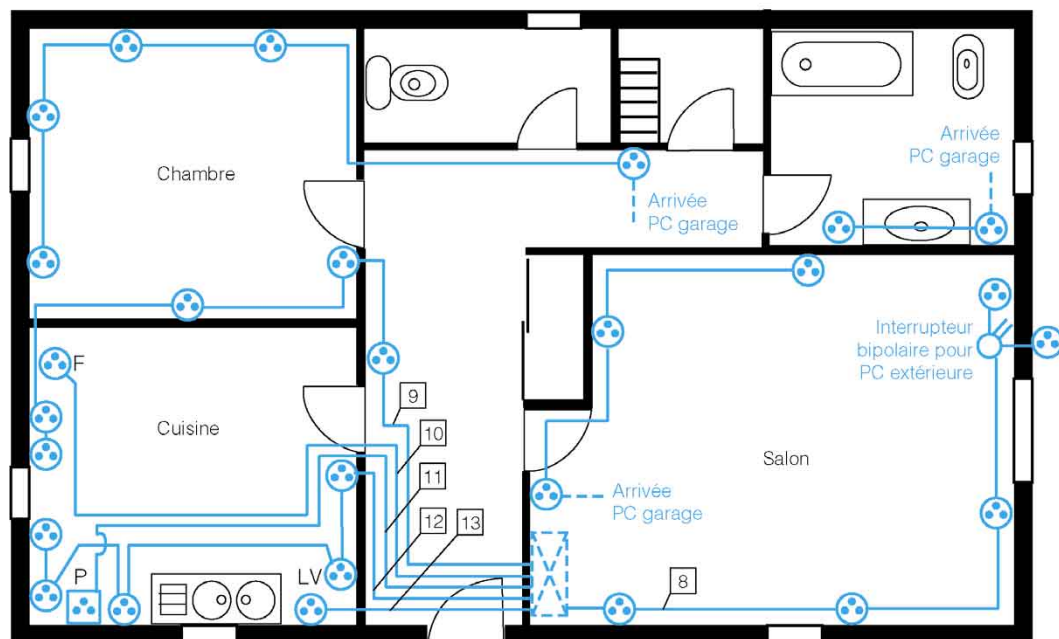 Chambre
Arrivée
PC garage
Arrivée
PC garage
F
Cuisine
9
10
11
12
13
P
LV
Arrivée
PC garage
8
Salon
Interrupteur
bipolaire pour
PC extérieure